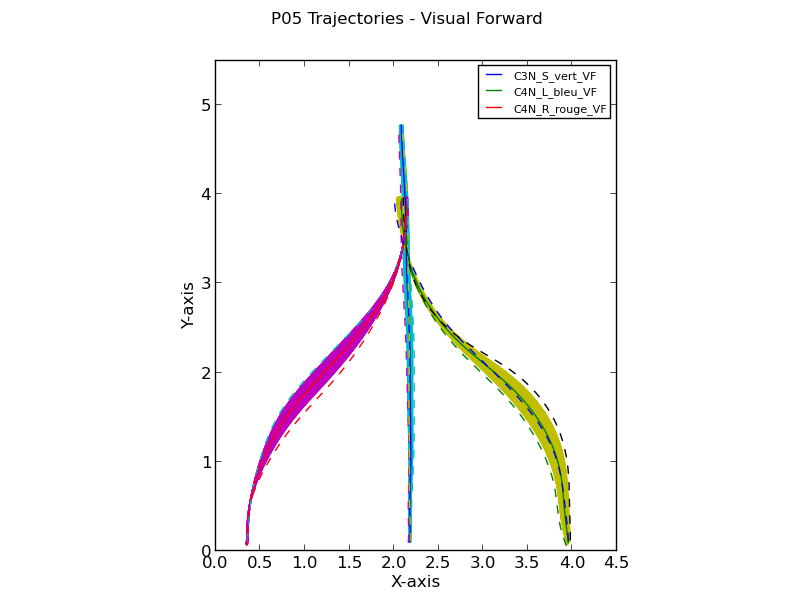 P05 Trajectories - Visual Forward
C3N_S_vert_VF
C4N_L_bleu_VF
C4N_R_rouge_VF
Y-axis
5
4
3
2
1
0
0.0 0.5 1.0 1.5 2.0 2.5 3.0 3.5 4.0 4.5
X-axis